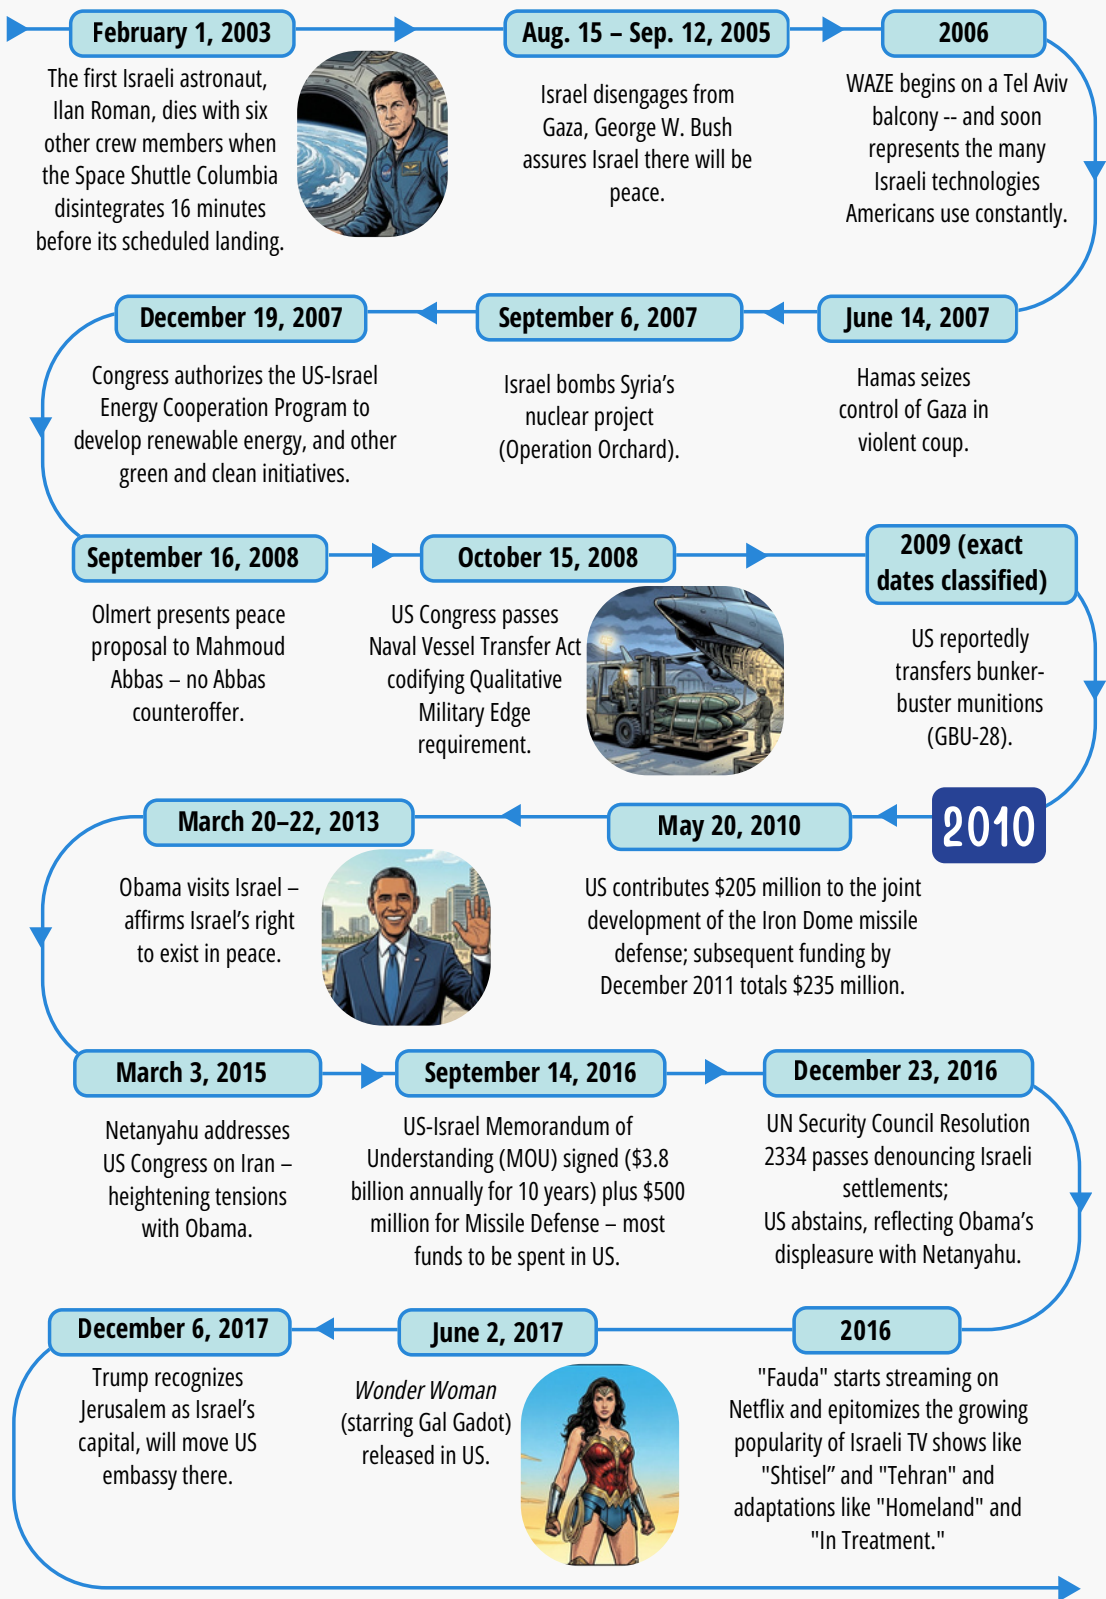 February 1, 2003
The first Israeli astronaut,
Ilan Roman, dies with six
other crew members when
the Space Shuttle Columbia
disintegrates 16 minutes
before its scheduled landing.
Aug. 15 – Sep. 12, 2005
Israel disengages from
Gaza, George W. Bush
assures Israel there will be
peace.
2006
WAZE begins on a Tel Aviv
balcony -- and soon
represents the many
Israeli technologies
Americans use constantly.
June 14, 2007
Hamas seizes
control of Gaza in
violent coup.
September 6, 2007
Israel bombs Syria’s
nuclear project
(Operation Orchard).
December 19, 2007
Congress authorizes the US-Israel
Energy Cooperation Program to
develop renewable energy, and other
green and clean initiatives.
September 16, 2008
Olmert presents peace
proposal to Mahmoud
Abbas – no Abbas
counteroffer.
October 15, 2008
US Congress passes
Naval Vessel Transfer Act
codifying Qualitative
Military Edge
requirement.
2009 (exact
dates classified)
US reportedly
transfers bunker-
buster munitions
(GBU-28).
2010
May 20, 2010
US contributes $205 million to the joint
development of the Iron Dome missile
defense; subsequent funding by
December 2011 totals $235 million.
March 20–22, 2013
Obama visits Israel –
affirms Israel’s right
to exist in peace.
March 3, 2015
Netanyahu addresses
US Congress on Iran –
heightening tensions
with Obama.
September 14, 2016
US-Israel Memorandum of
Understanding (MOU) signed ($3.8
billion annually for 10 years) plus $500
million for Missile Defense – most
funds to be spent in US.
December 23, 2016
UN Security Council Resolution
2334 passes denouncing Israeli
settlements;
US abstains, reflecting Obama’s
displeasure with Netanyahu.
2016
"Fauda" starts streaming on
Netflix and epitomizes the growing
popularity of Israeli TV shows like
"Shtisel” and "Tehran" and
adaptations like "Homeland" and
"In Treatment."
June 2, 2017
Wonder Woman
(starring Gal Gadot)
released in US.
December 6, 2017
Trump recognizes
Jerusalem as Israel’s
capital, will move US
embassy there.